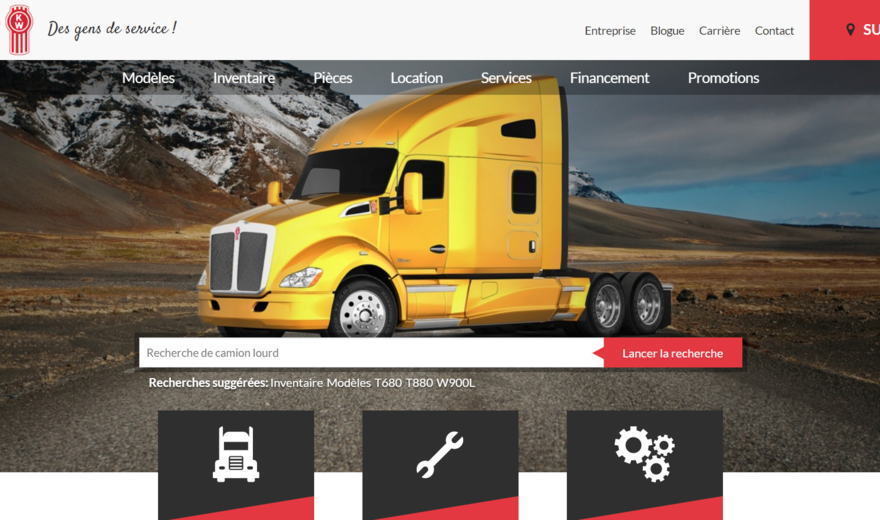 KW
Des gens de service !
Entreprise Blogue Carrière Contact
SU
Modèles Inventaire Pièces Location Services Financement Promotions
Recherche de camion lourd
Lancer la recherche
Recherches suggérées: Inventaire Modèles T680 T880 W900L